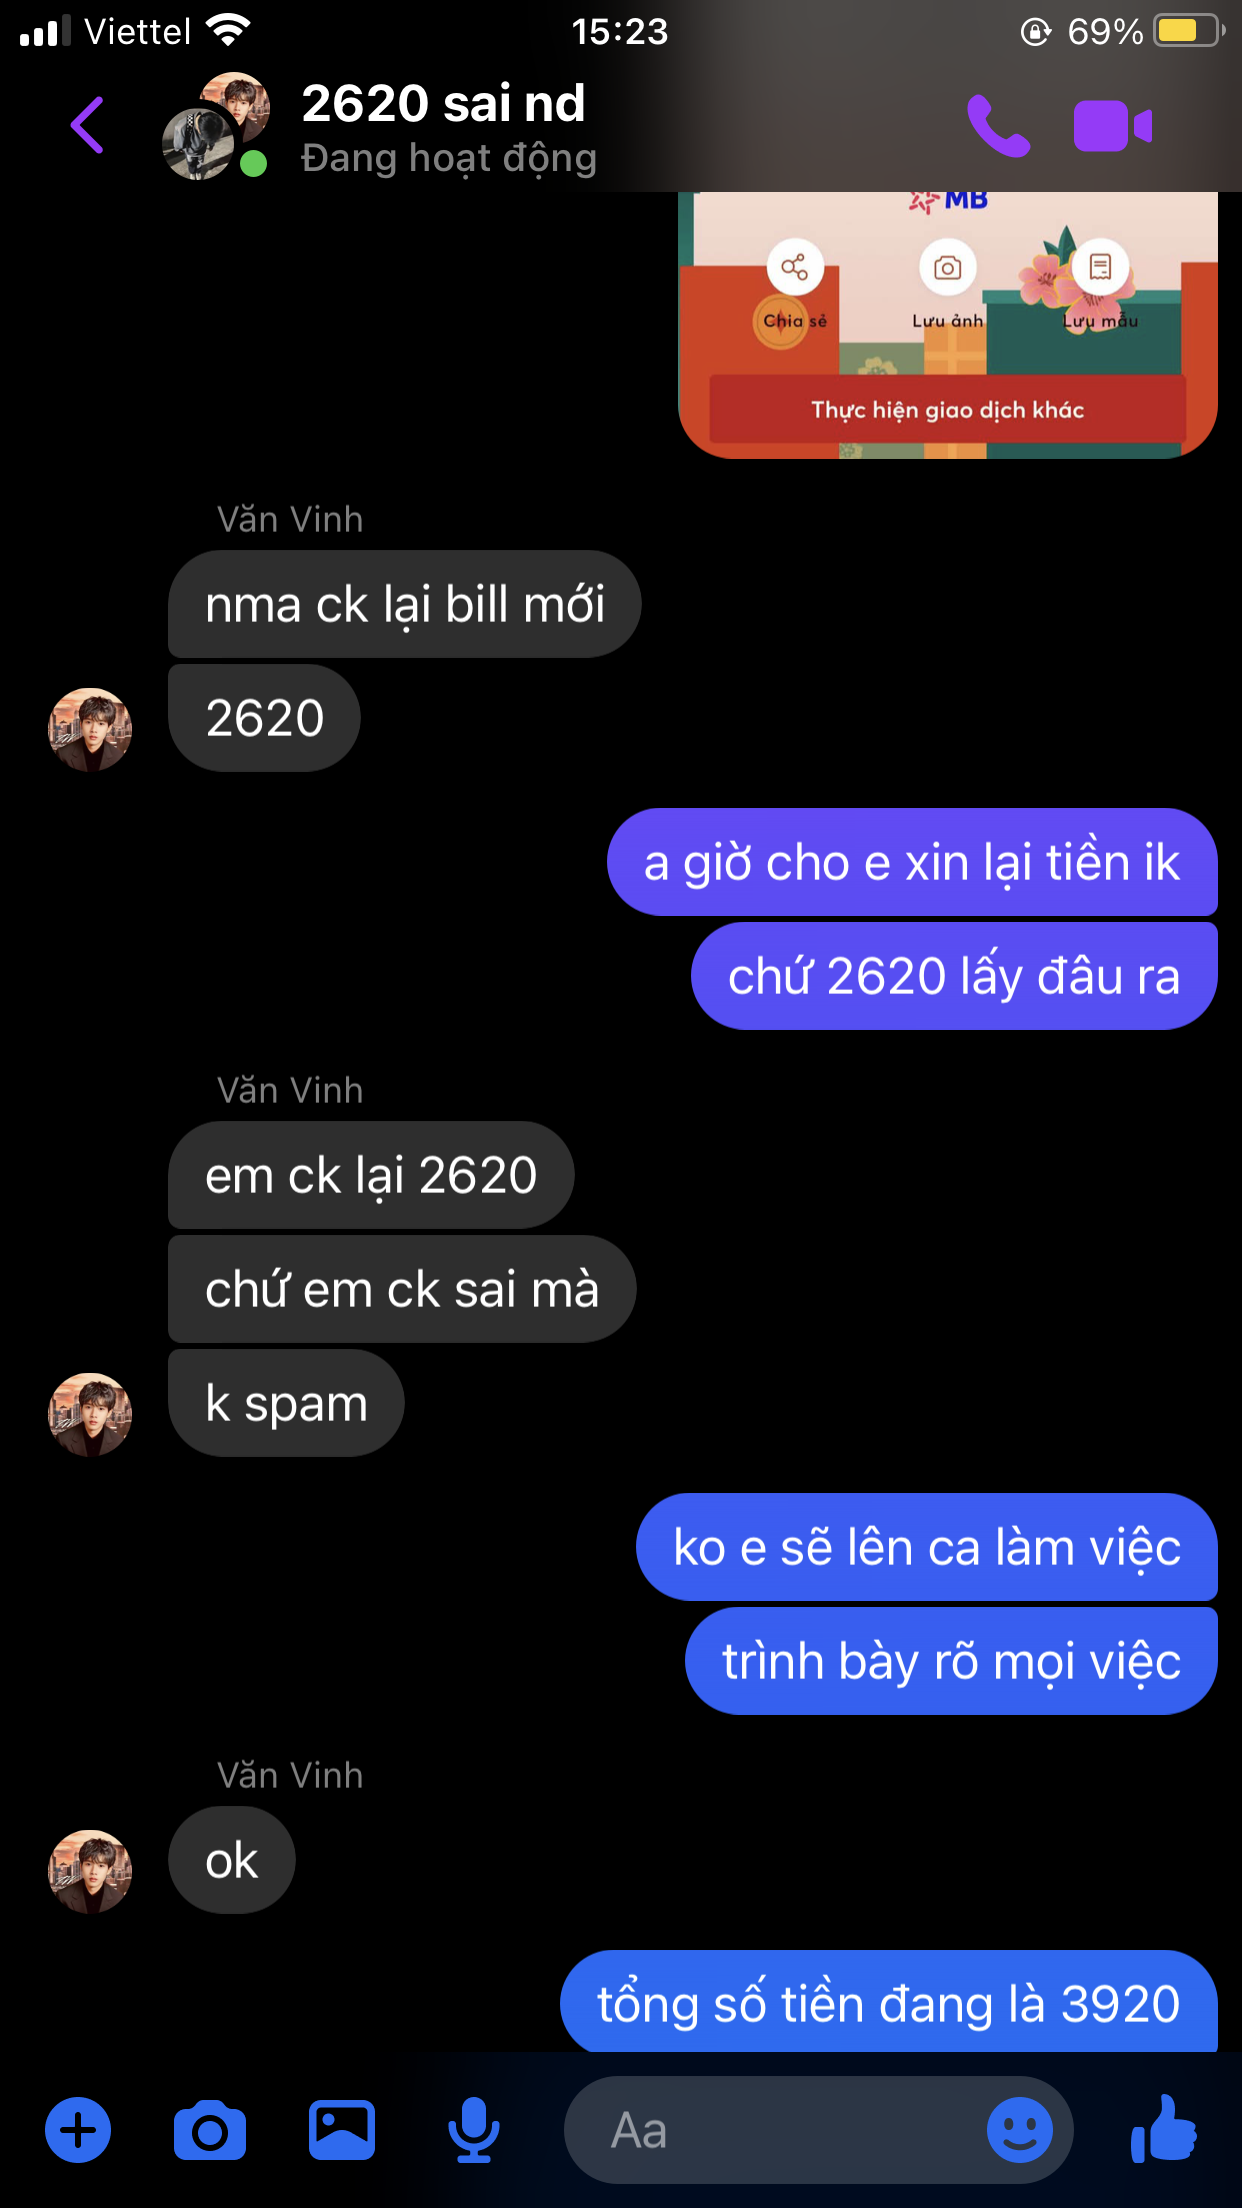 Viettel 15:23 69%
2620 sai nd
Đang hoạt động
MB
Chia sẻ Lưu ảnh Lưu mẫu
Thực hiện giao dịch khác
Văn Vinh
nma ck lại bill mới
2620
a giờ cho e xin lại tiền ik
chứ 2620 lấy đâu ra
Văn Vinh
em ck lại 2620
chứ em ck sai mà
k spam
ko e sẽ lên ca làm việc
trình bày rõ mọi việc
Văn Vinh
ok
tổng số tiền đang là 3920
Aa